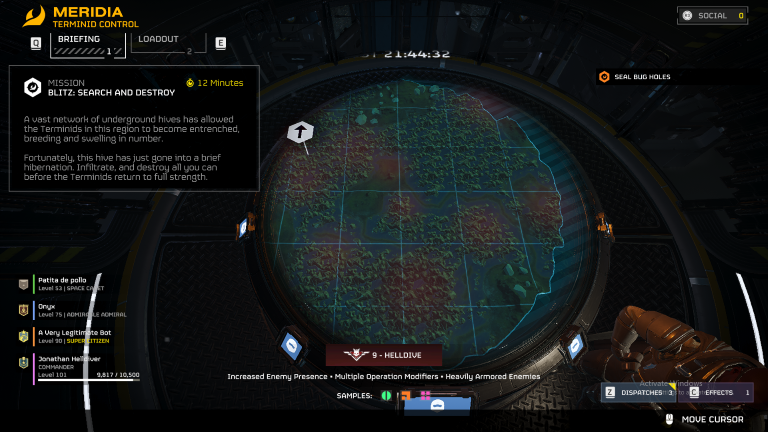 MERIDIA
TERMINID CONTROL
SOCIAL 0
Q
BRIEFING
1
LOADOUT
2
E
21:44:32
MISSION
12 Minutes
BLITZ: SEARCH AND DESTROY
SEAL BUG HOLES
A vast network of underground hives has allowed
the Terminids in this region to become entrenched,
breeding and swelling in number.
Fortunately, this hive has just gone into a brief
hibernation. Infiltrate, and destroy all you can
before the Terminids return to full strength.
Patita de pollo
Level 53 | SPACE CADET
Onyx
Level 75 | ADMIRABLE ADMIRAL
A Very Legitimate Bot
Level 90 | SUPER CITIZEN
Jonathan Helldiver
COMMANDER
Level 101 9,817 / 10,500
9 - HELLDIVE
Increased Enemy Presence • Multiple Operation Modifiers • Heavily Armored Enemies
SAMPLES:
Activate Windows
Z DISPATCHES 3
C EFFECTS 1
MOVE CURSOR